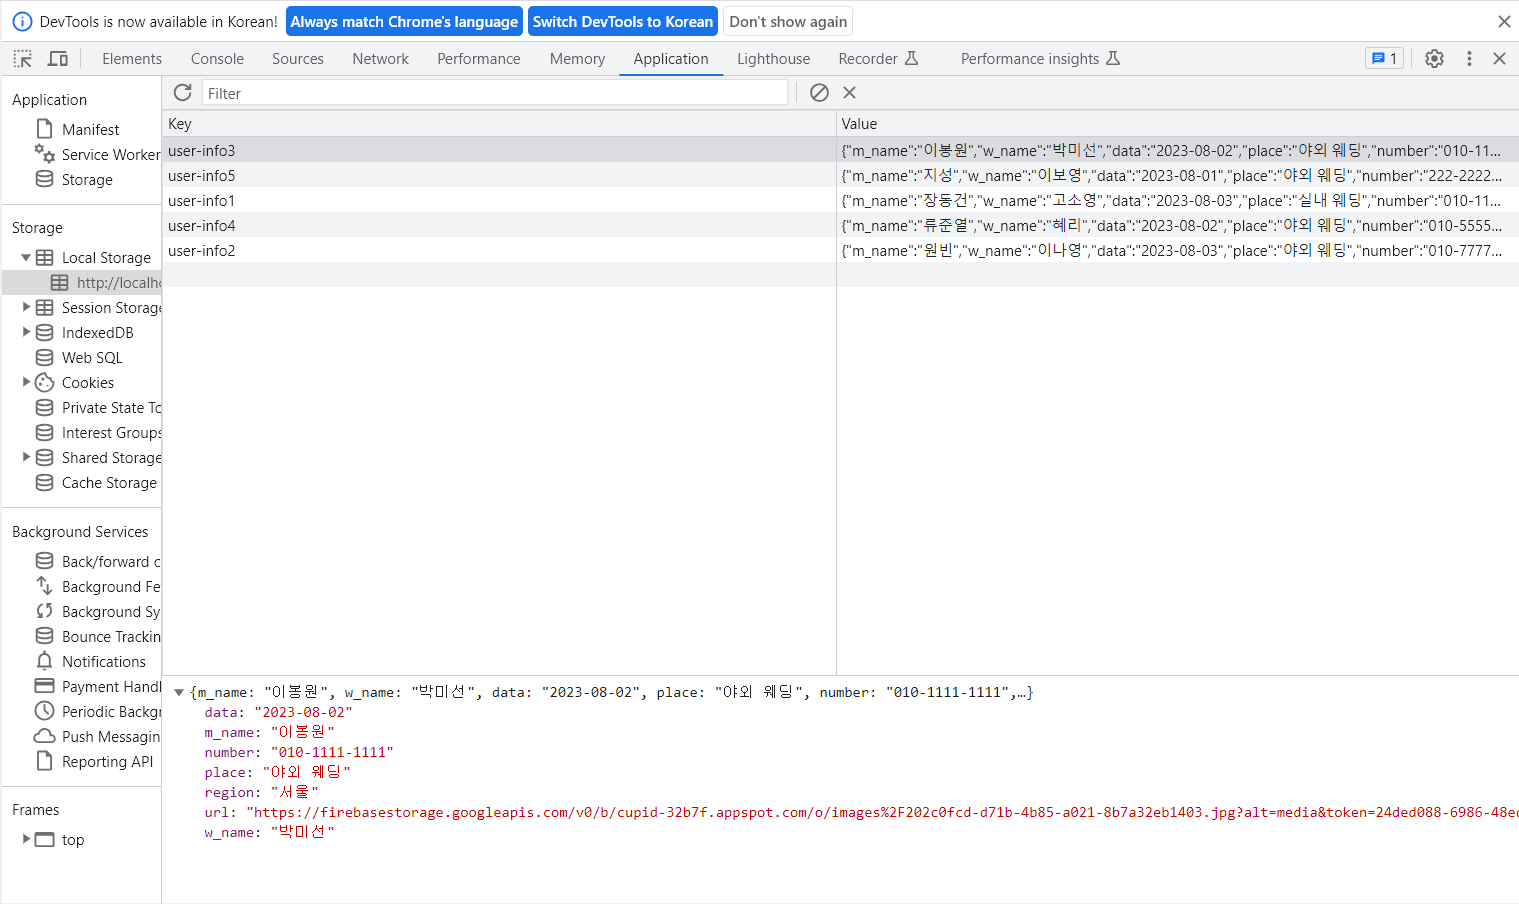 DevTools is now available in Korean! Always match Chrome's language Switch DevTools to Korean Don't show again
Elements Console Sources Network Performance Memory Application Lighthouse Recorder Performance insights 1
Application
Manifest
Service Worker
Storage
Storage
Local Storage
http://localho
Session Storage
IndexedDB
Web SQL
Cookies
Private State To
Interest Groups
Shared Storage
Cache Storage
Background Services
Back/forward c
Background Fe
Background Sy
Bounce Trackin
Notifications
Payment Handl
Periodic Backgr
Push Messagin
Reporting API
Frames
top
Filter
Key Value
user-info3 {"m_name":"이봉원","w_name":"박미선","data":"2023-08-02","place":"야외 웨딩","number":"010-11...
user-info5 {"m_name":"지성","w_name":"이보영","data":"2023-08-01","place":"야외 웨딩","number":"222-2222...
user-info1 {"m_name":"장동건","w_name":"고소영","data":"2023-08-03","place":"실내 웨딩","number":"010-11...
user-info4 {"m_name":"류준열","w_name":"혜리","data":"2023-08-02","place":"야외 웨딩","number":"010-5555...
user-info2 {"m_name":"원빈","w_name":"이나영","data":"2023-08-03","place":"야외 웨딩","number":"010-7777...
{m_name: "이봉원", w_name: "박미선", data: "2023-08-02", place: "야외 웨딩", number: "010-1111-1111",…}
data: "2023-08-02"
m_name: "이봉원"
number: "010-1111-1111"
place: "야외 웨딩"
region: "서울"
url: "https://firebasestorage.googleapis.com/v0/b/cupid-32b7f.appspot.com/o/images%2F202c0fcd-d71b-4b85-a021-8b7a32eb1403.jpg?alt=media&token=24ded088-6986-48ec
w_name: "박미선"